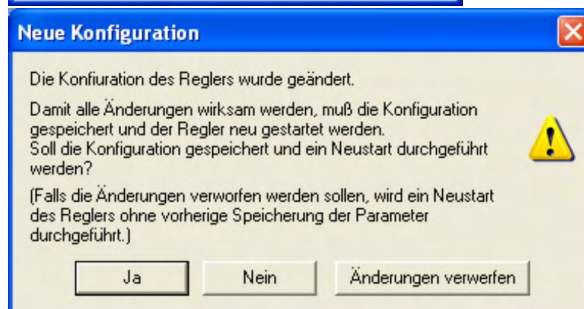 Neue Konfiguration
Die Konfiuration des Reglers wurde geändert.
Damit alle Änderungen wirksam werden, muß die Konfiguration
gespeichert und der Regler neu gestartet werden.
Soll die Konfiguration gespeichert und ein Neustart durchgeführt
werden?
(Falls die Änderungen verworfen werden sollen, wird ein Neustart
des Reglers ohne vorherige Speicherung der Parameter
durchgeführt.)
Ja
Nein
Änderungen verwerfen